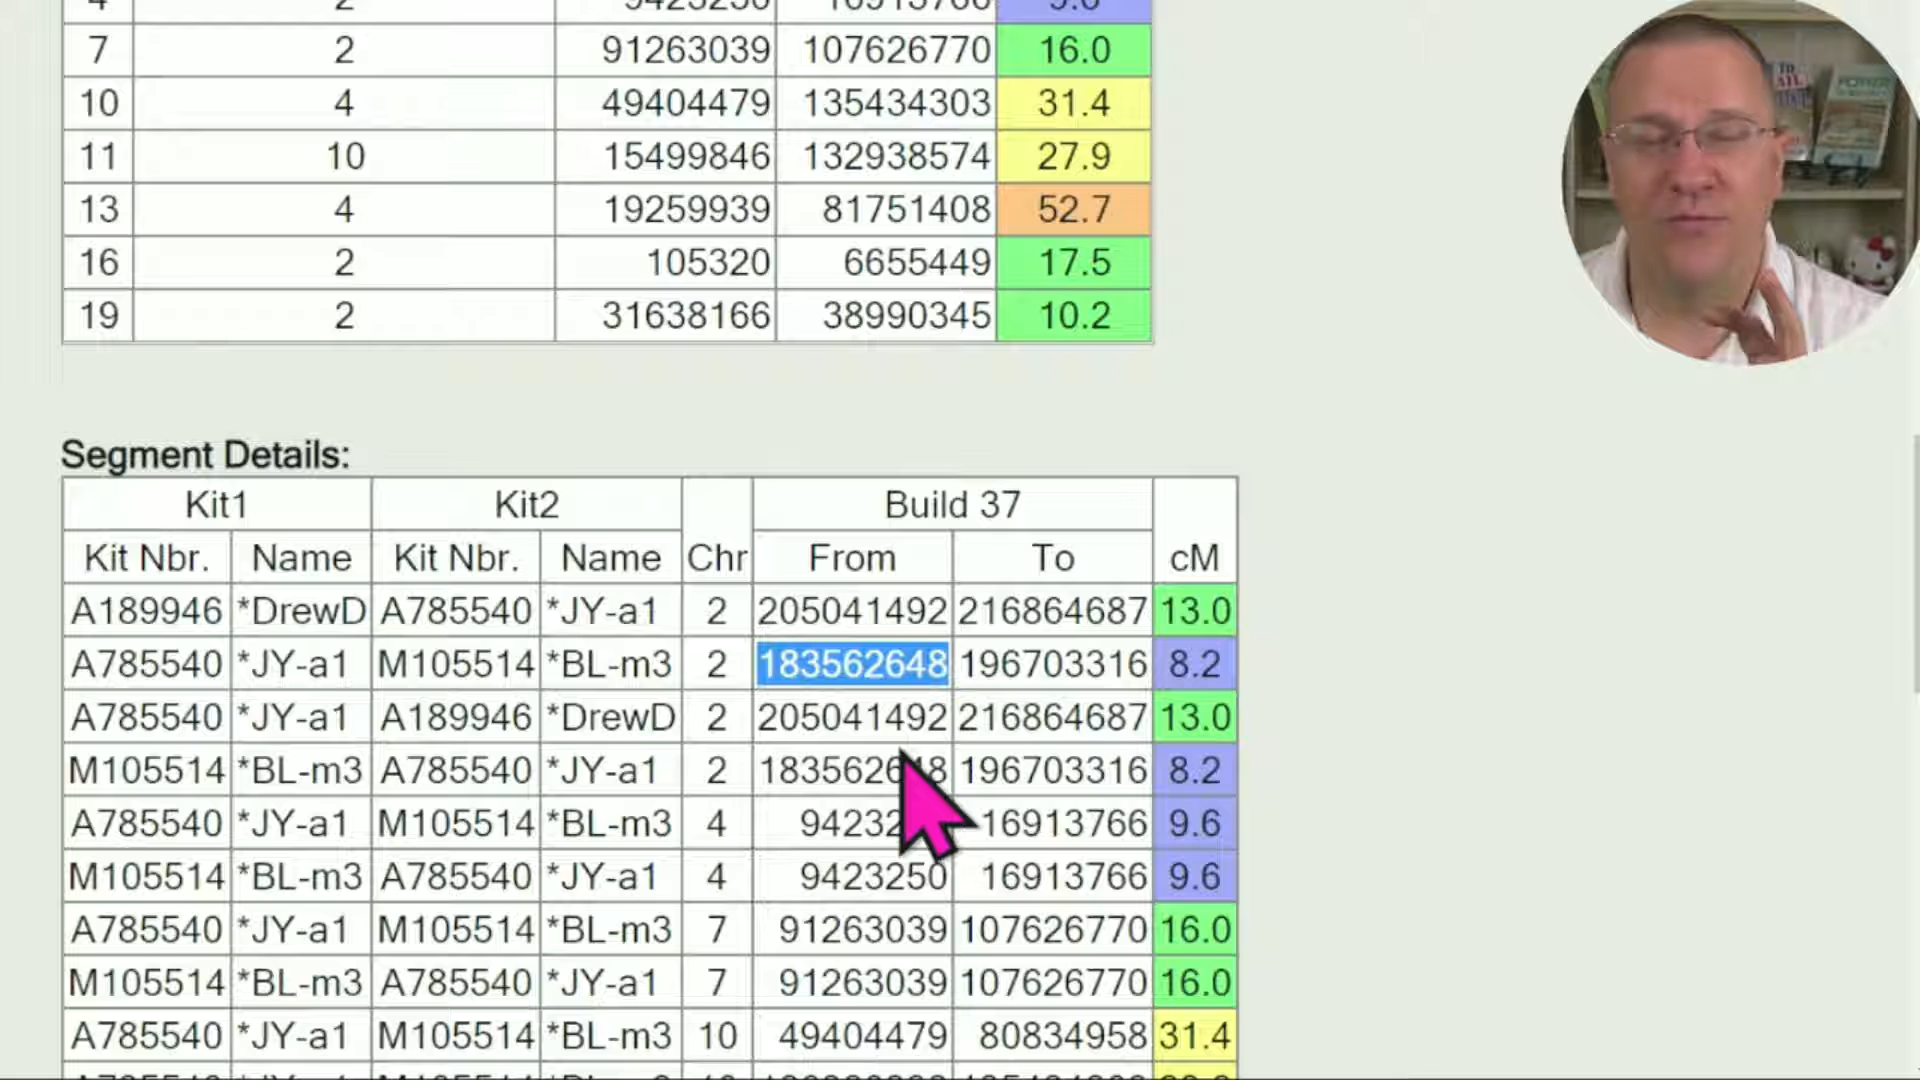 7 2 91263039 107626770 16.0
10 4 49404479 135434303 31.4
11 10 15499846 132938574 27.9
13 4 19259939 81751408 52.7
16 2 105320 6655449 17.5
19 2 31638166 38990345 10.2
Segment Details:
Kit1 Kit2 Build 37
Kit Nbr. Name Kit Nbr. Name Chr From To cM
A189946 *DrewD A785540 *JY-a1 2 205041492 216864687 13.0
A785540 *JY-a1 M105514 *BL-m3 2 183562648 196703316 8.2
A785540 *JY-a1 A189946 *DrewD 2 205041492 216864687 13.0
M105514 *BL-m3 A785540 *JY-a1 2 183562648 196703316 8.2
A785540 *JY-a1 M105514 *BL-m3 4 94232 16913766 9.6
M105514 *BL-m3 A785540 *JY-a1 4 9423250 16913766 9.6
A785540 *JY-a1 M105514 *BL-m3 7 91263039 107626770 16.0
M105514 *BL-m3 A785540 *JY-a1 7 91263039 107626770 16.0
A785540 *JY-a1 M105514 *BL-m3 10 49404479 80834958 31.4